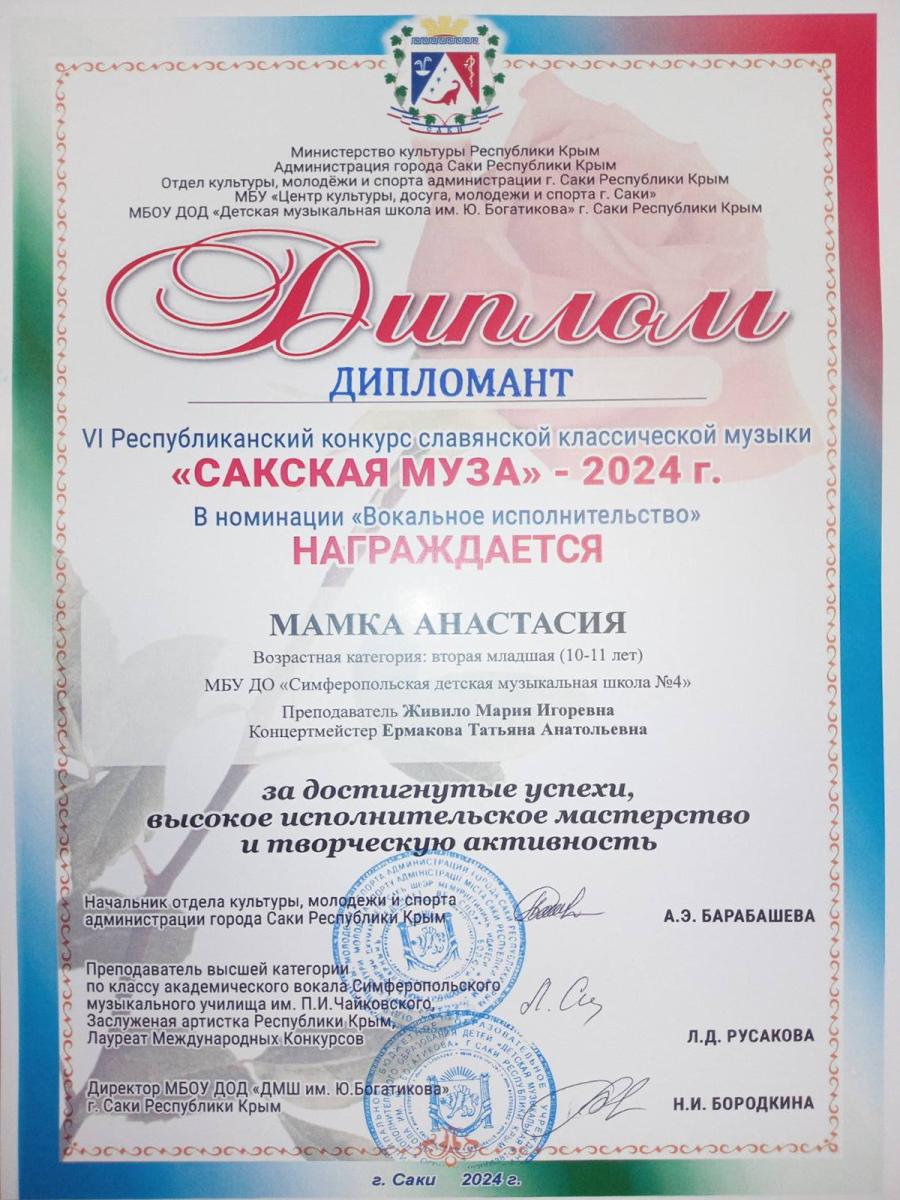 САКИ
Министерство культуры Республики Крым
Администрация города Саки Республики Крым
Отдел культуры, молодёжи и спорта администрации г. Саки Республики Крым
МБУ «Центр культуры, досуга, молодежи и спорта г. Саки»
МБОУ ДОД «Детская музыкальная школа им. Ю. Богатикова» г. Саки Республики Крым
Диплом
ДИПЛОМАНТ
VI Республиканский конкурс славянской классической музыки
«САКСКАЯ МУЗА» - 2024 г.
В номинации «Вокальное исполнительство»
НАГРАЖДАЕТСЯ
МАМКА АНАСТАСИЯ
Возрастная категория: вторая младшая (10-11 лет)
МБУ ДО «Симферопольская детская музыкальная школа №4»
Преподаватель Живило Мария Игоревна
Концертмейстер Ермакова Татьяна Анатольевна
за достигнутые успехи,
высокое исполнительское мастерство
и творческую активность
Начальник отдела культуры, молодежи и спорта
администрации города Саки Республики Крым
А.Э. БАРАБАШЕВА
Преподаватель высшей категории
по классу академического вокала Симферопольского
музыкального училища им. П.И.Чайковского,
Заслуженая артистка Республики Крым,
Лауреат Международных Конкурсов
Л.Д. РУСАКОВА
Директор МБОУ ДОД «ДМШ им. Ю.Богатикова»
г. Саки Республики Крым
Н.И. БОРОДКИНА
г. Саки 2024 г.